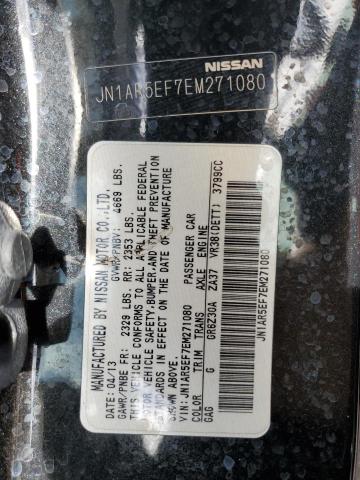 NISSAN
JN1AR5EF7EM271080
MANUFACTURED BY NISSAN MOTOR CO.,LTD.
DATE: 04/13 GVWR/PNBV: 4669 LBS.
GAWR/PNBE FR: 2329 LBS. RR: 2353 LBS.
THIS VEHICLE CONFORMS TO ALL APPLICABLE FEDERAL
MOTOR VEHICLE SAFETY,BUMPER,AND THEFT PREVENTION
STANDARDS IN EFFECT ON THE DATE OF MANUFACTURE
SHOWN ABOVE.
VIN: JN1AR5EF7EM271080 PASSENGER CAR
COLOR TRIM TRANS AXLE ENGINE
GAG G GR6Z30A ZA37 VR38(DETT) 3799CC
JN1AR5EF7EM271080